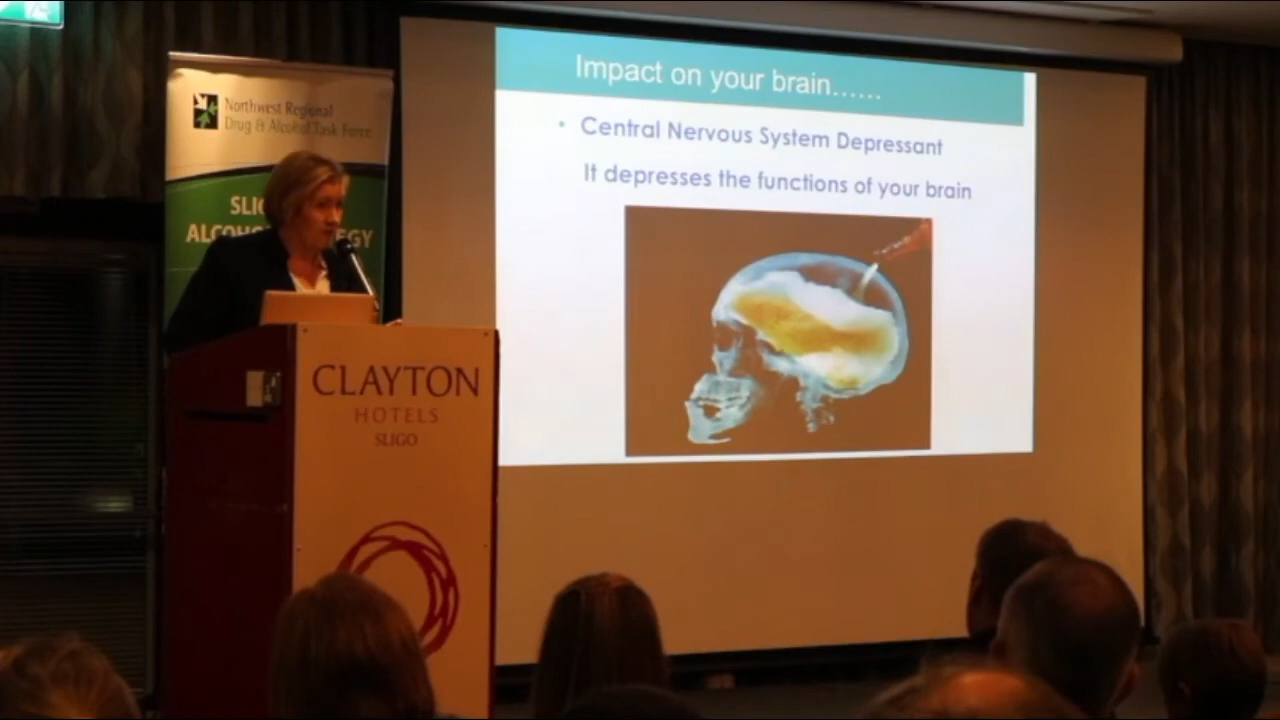 Northwest Regional
Drug & Alcohol Task Force
Impact on your brain......
• Central Nervous System Depressant
It depresses the functions of your brain
CLAYTON
HOTELS
SLIGO